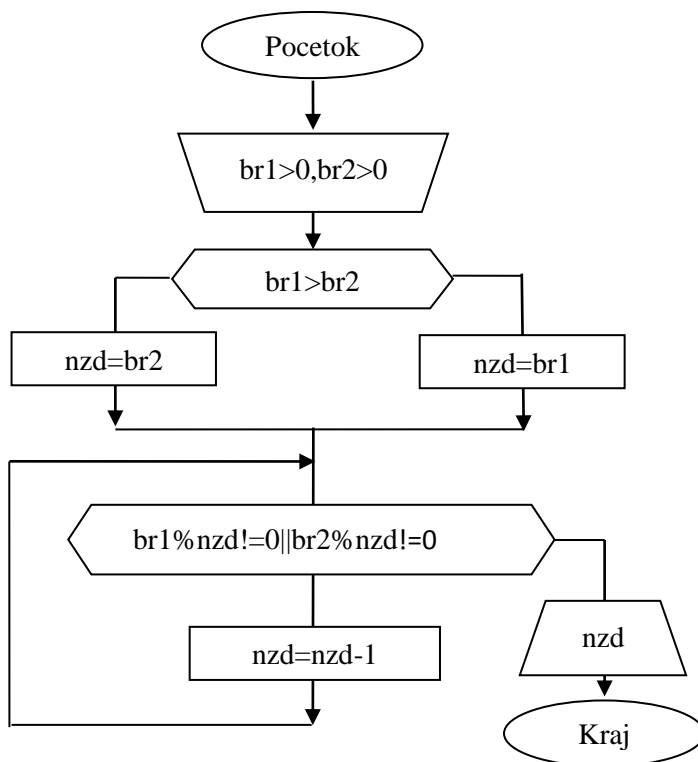 Pocetok
br1>0,br2>0
br1>br2
nzd=br2
nzd=br1
br1%nzd!=0||br2%nzd!=0
nzd=nzd-1
nzd
Kraj